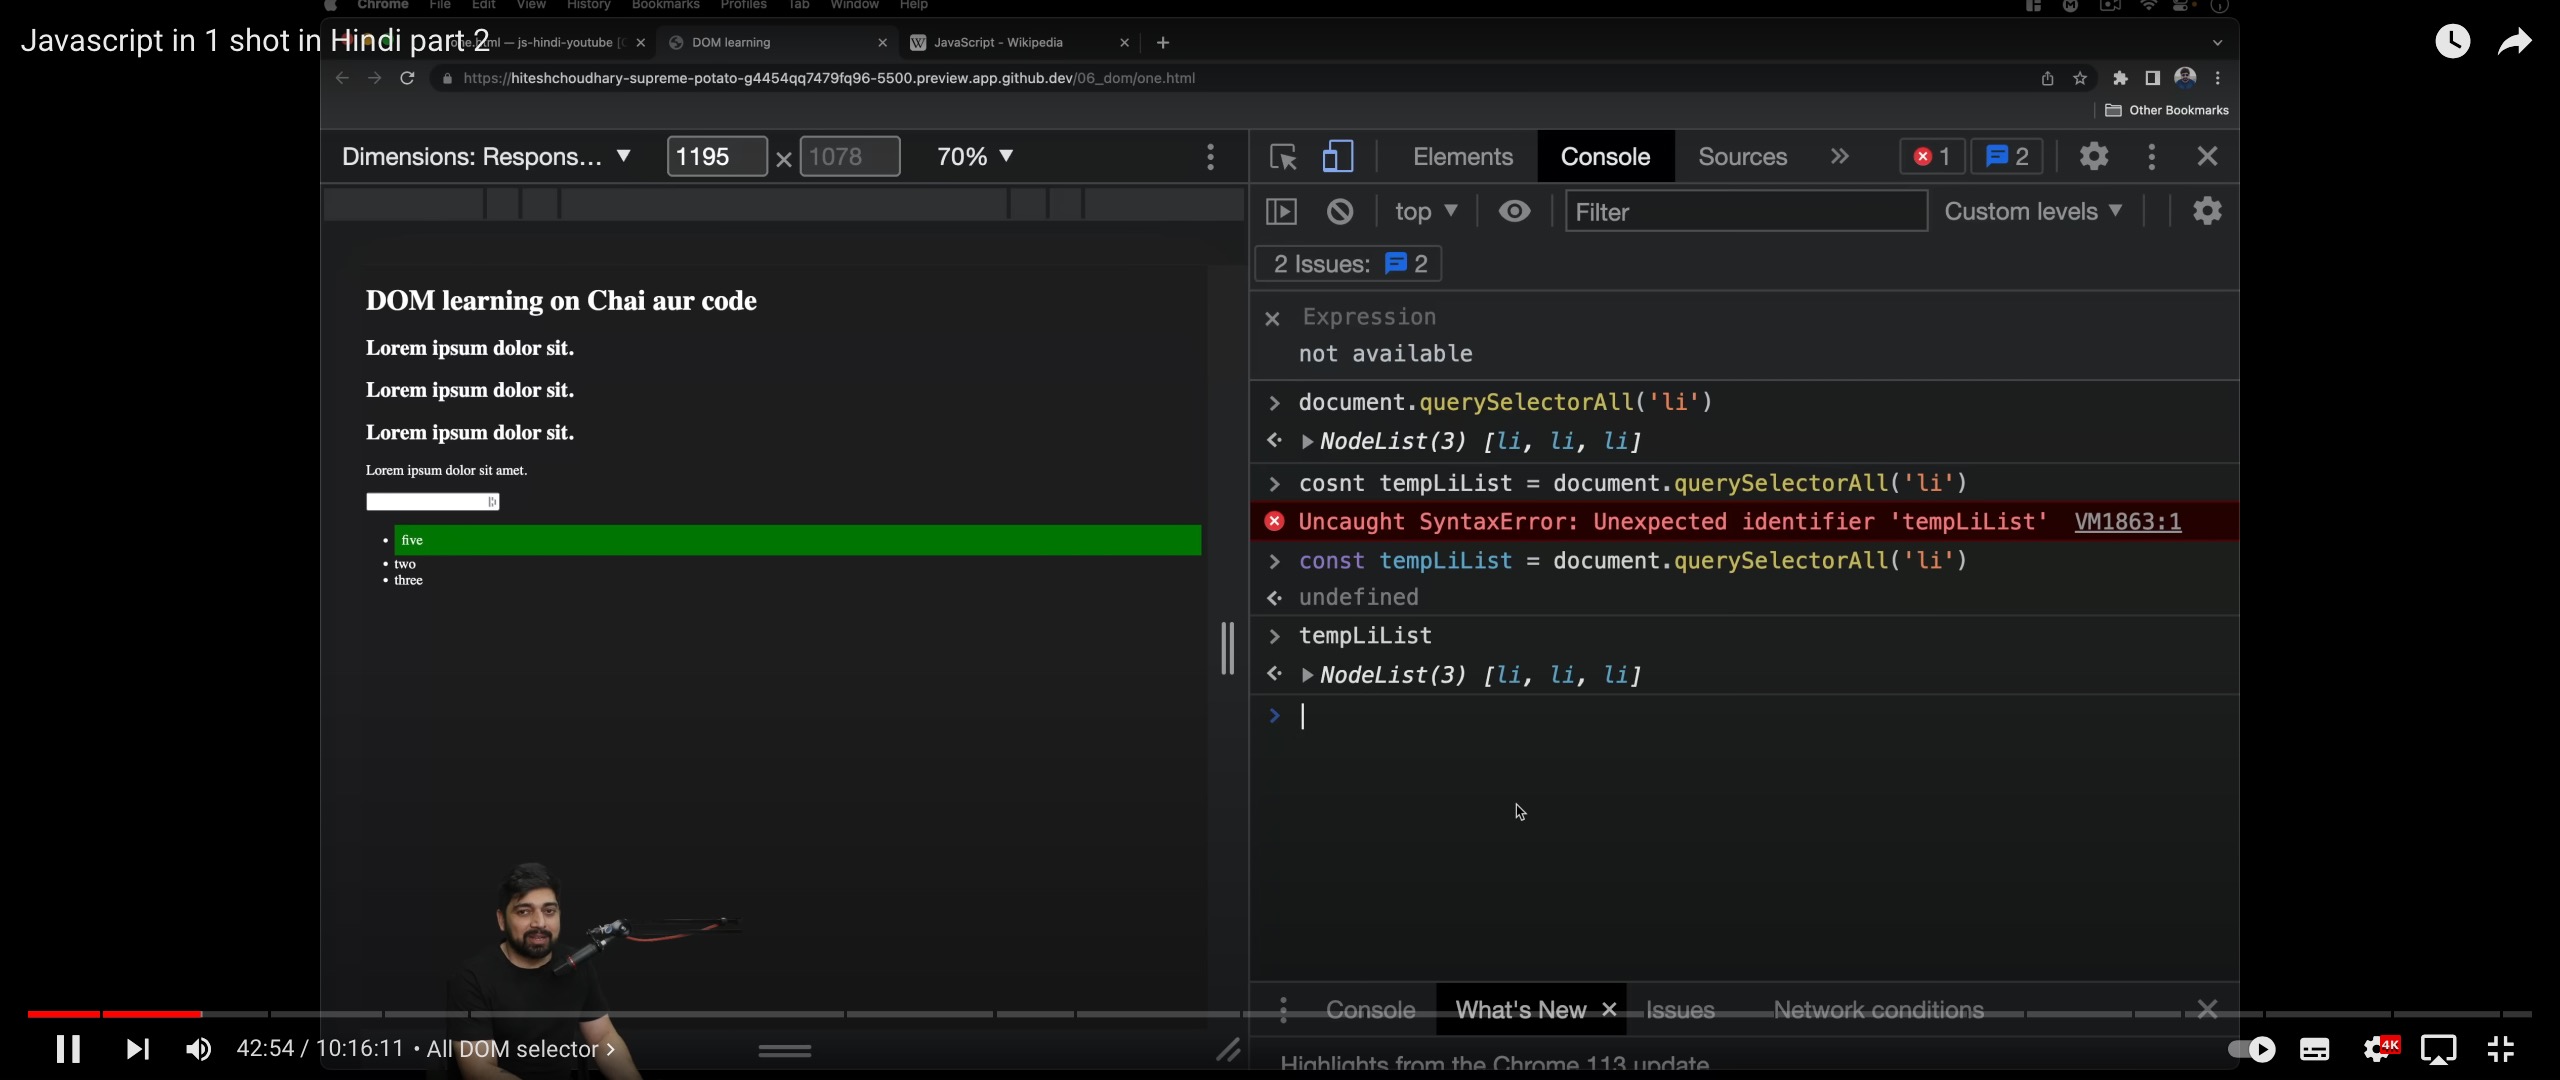 Chrome File Edit View History Bookmarks Profiles Tab Window Help
Javascript in 1 shot in Hindi part 2
one.html — js-hindi-youtube DOM learning JavaScript - Wikipedia
https://hiteshchoudhary-supreme-potato-g4454qq7479fq96-5500.preview.app.github.dev/06_dom/one.html
Other Bookmarks
Dimensions: Respons... 1195 × 1078 70%
Elements Console Sources 1 2
top Filter Custom levels
2 Issues: 2
Expression
not available
document.querySelectorAll('li')
NodeList(3) [li, li, li]
cosnt tempLiList = document.querySelectorAll('li')
Uncaught SyntaxError: Unexpected identifier 'tempLiList' VM1863:1
const tempLiList = document.querySelectorAll('li')
undefined
tempLiList
NodeList(3) [li, li, li]
DOM learning on Chai aur code
Lorem ipsum dolor sit.
Lorem ipsum dolor sit.
Lorem ipsum dolor sit.
Lorem ipsum dolor sit amet.
• five
• two
• three
Console What's New Issues Network conditions
Highlights from the Chrome 113 update
42:54 / 10:16:11 • All DOM selector
4K